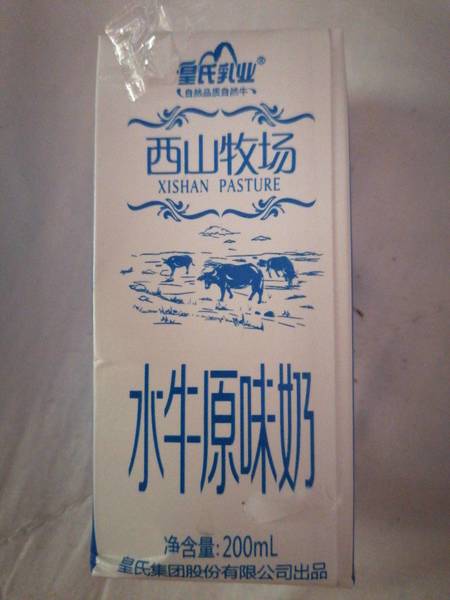 皇氏乳业®
自然品质自然牛
西山牧场
XISHAN PASTURE
水牛原味奶
净含量:200mL
皇氏集团股份有限公司出品